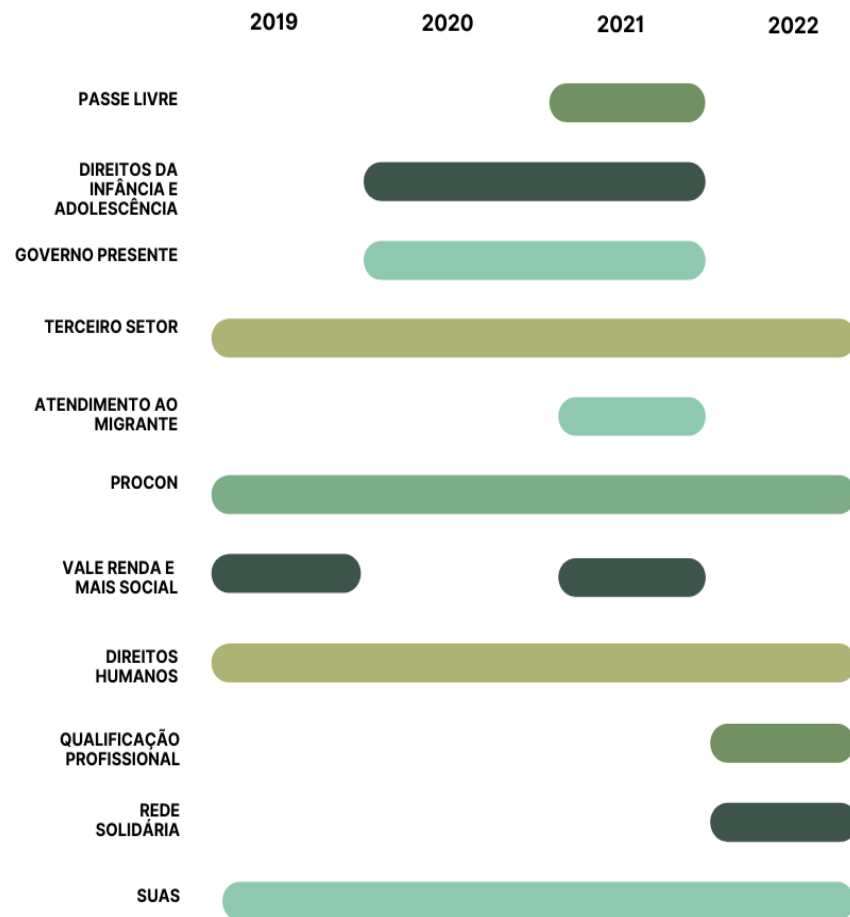 2019 2020 2021 2022
PASSE LIVRE
DIREITOS DA
INFÂNCIA E
ADOLESCÊNCIA
GOVERNO PRESENTE
TERCEIRO SETOR
ATENDIMENTO AO
MIGRANTE
PROCON
VALE RENDA E
MAIS SOCIAL
DIREITOS
HUMANOS
QUALIFICAÇÃO
PROFISSIONAL
REDE
SOLIDÁRIA
SUAS